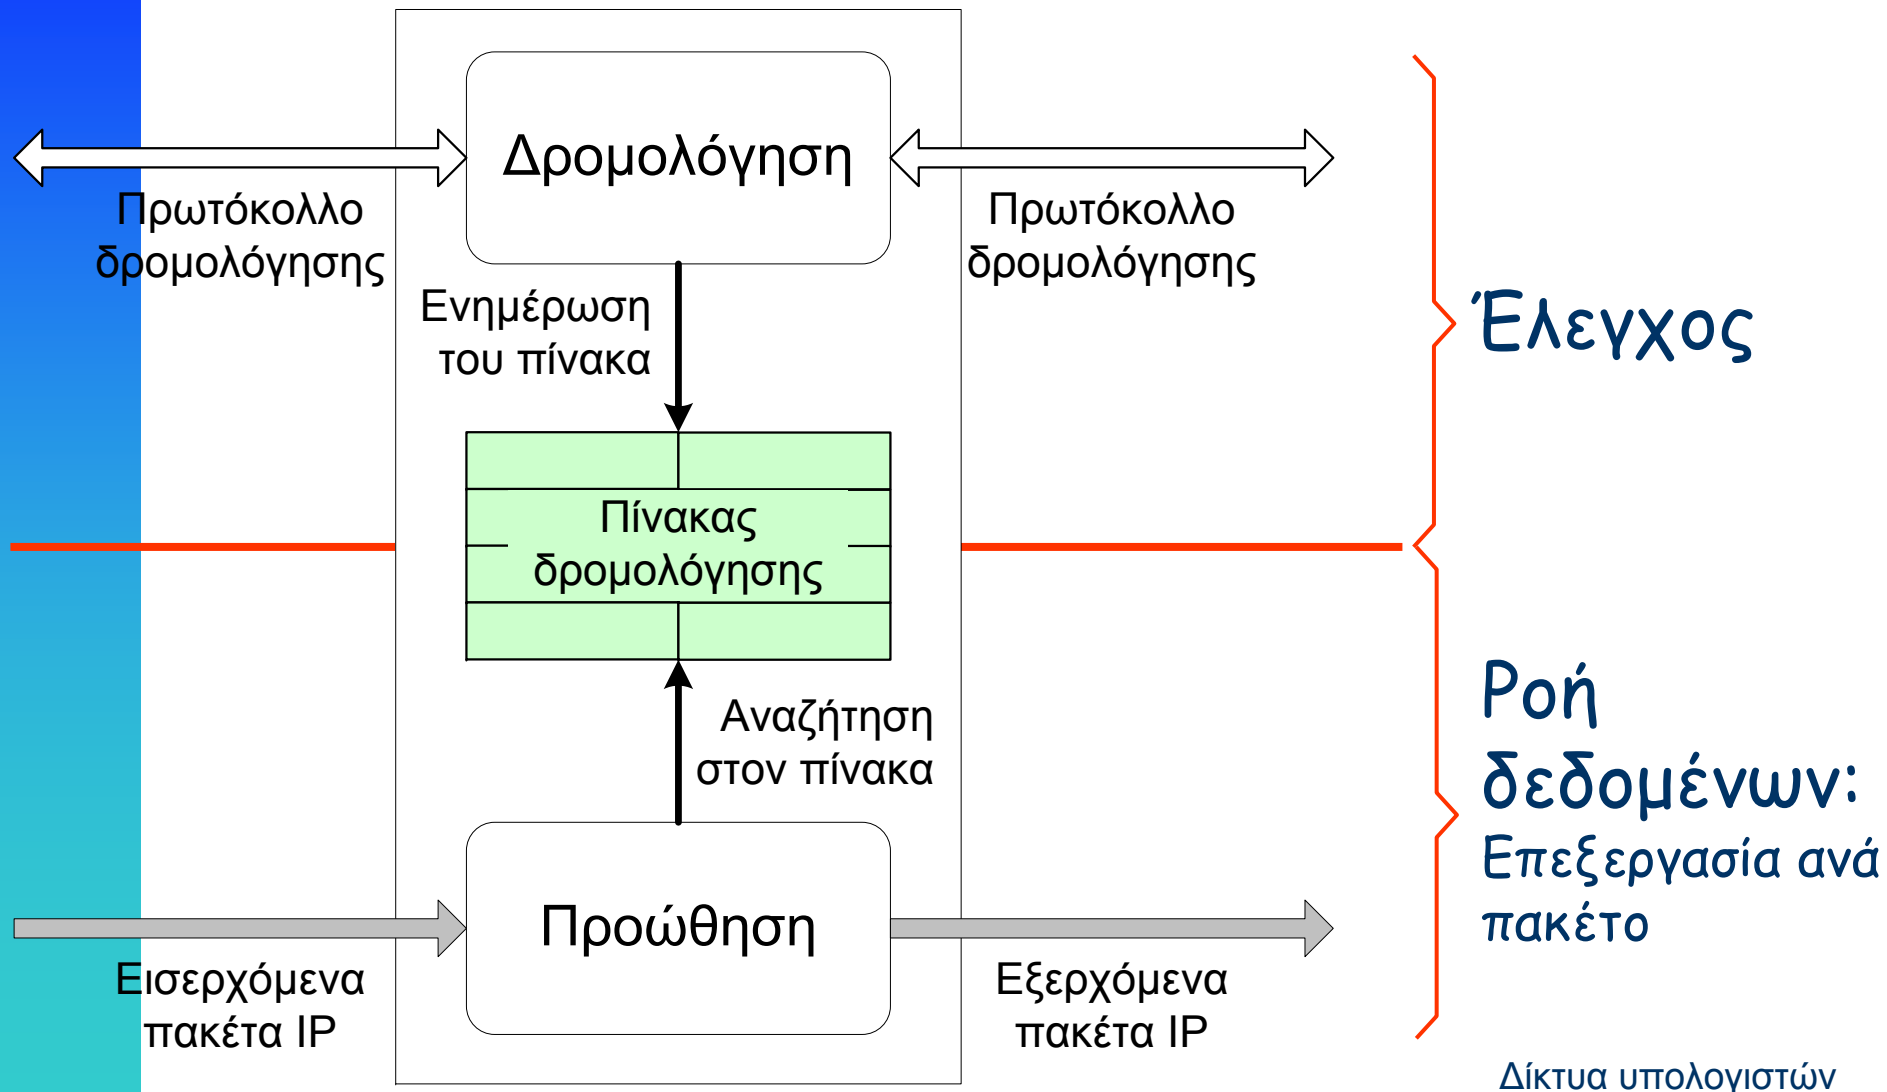 Δρομολόγηση
Πρωτόκολλο
δρομολόγησης
Πρωτόκολλο
δρομολόγησης
Ενημέρωση
του πίνακα
Έλεγχος
Πίνακας
δρομολόγησης
Αναζήτηση
στον πίνακα
Ροή
δεδομένων:
Επεξεργασία ανά
πακέτο
Προώθηση
Εισερχόμενα
πακέτα IP
Εξερχόμενα
πακέτα IP
Δίκτυα υπολογιστών